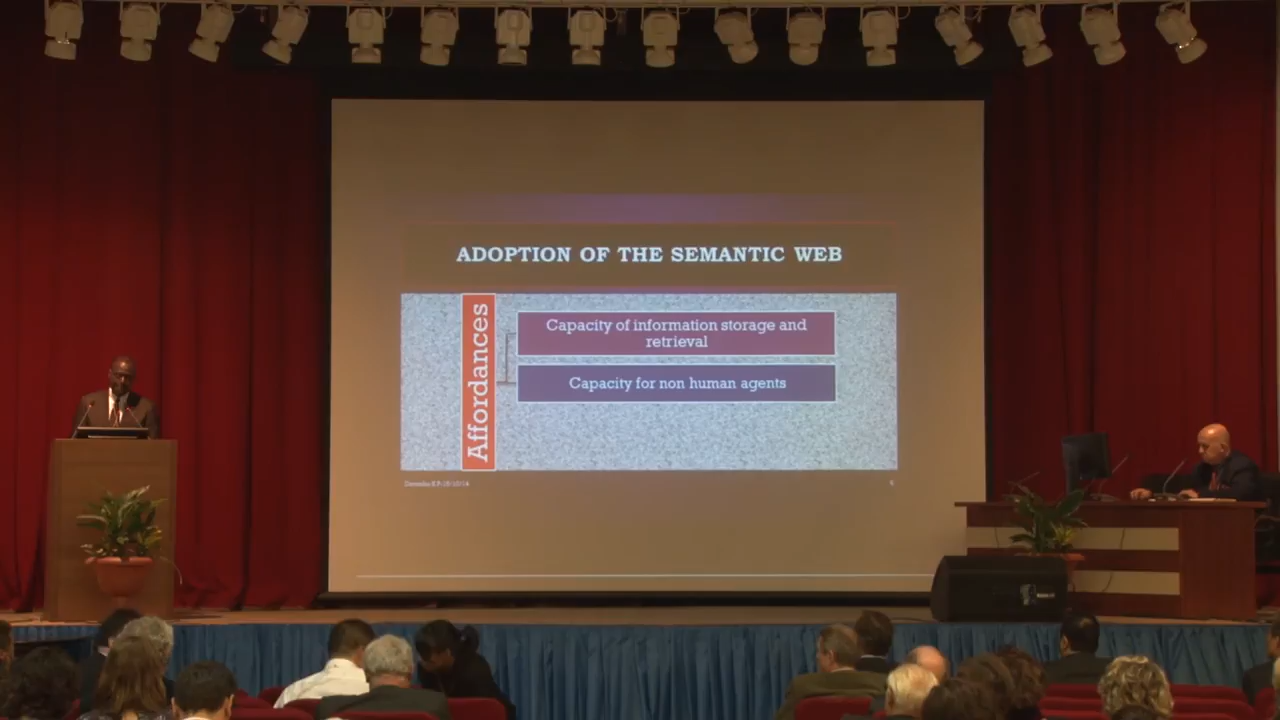 ADOPTION OF THE SEMANTIC WEB
Affordances
Capacity of information storage and
retrieval
Capacity for non human agents